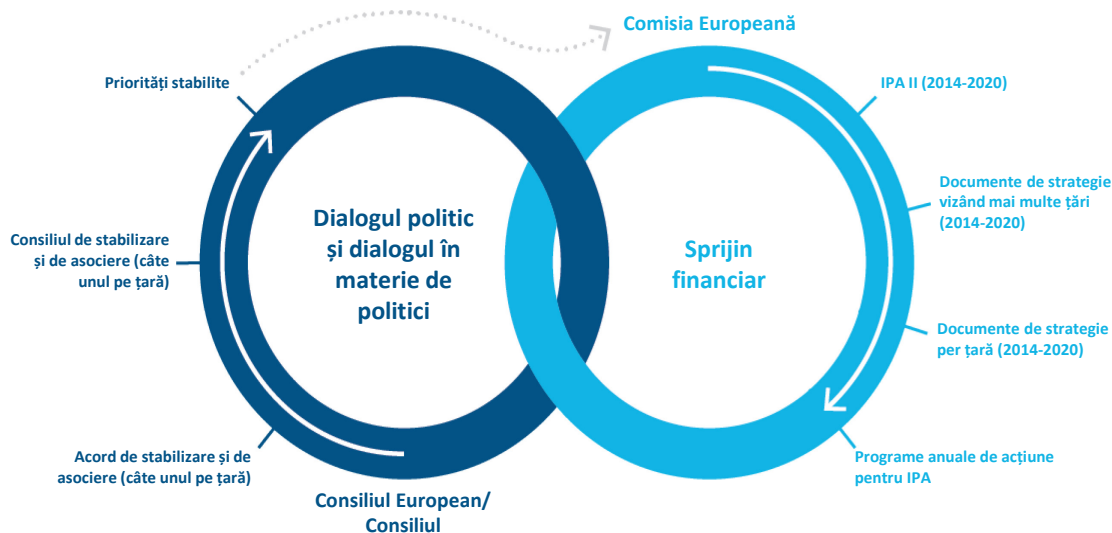 Comisia Europeană
Priorități stabilite
IPA II (2014-2020)
Documente de strategie
vizând mai multe țări
(2014-2020)
Consiliul de stabilizare
și de asociere (câte
unul pe țară)
Dialogul politic
și dialogul în
materie de
politici
Sprijin
financiar
Documente de strategie
per țară (2014-2020)
Acord de stabilizare și de
asociere (câte unul pe țară)
Programe anuale de acțiune
pentru IPA
Consiliul European/
Consiliul